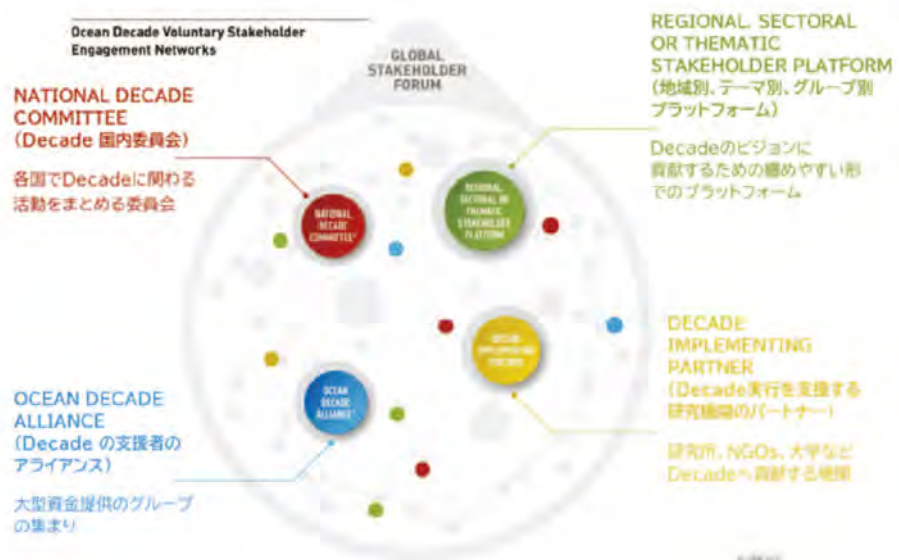 Ocean Decade Voluntary Stakeholder
Engagement Networks
GLOBAL
STAKEHOLDER
FORUM
REGIONAL, SECTORAL
OR THEMATIC
STAKEHOLDER PLATFORM
(地域別、テーマ別、グループ別
プラットフォーム)
Decadeのビジョンに
貢献するための纏めやすい形
でのプラットフォーム
NATIONAL DECADE
COMMITTEE
(Decade 国内委員会)
各国でDecadeに関わる
活動をまとめる委員会
NATIONAL
DECADE
COMMITTEE*
REGIONAL,
SECTORAL OR
THEMATIC
STAKEHOLDER
PLATFORM
DECADE
IMPLEMENTING
PARTNER
(Decade実行を支援する
研究機関のパートナー)
研究所、NGOs、大学など
Decadeへ貢献する機関
OCEAN DECADE
ALLIANCE
(Decade の支援者の
アライアンス)
大型資金提供のグループ
の集まり
OCEAN
DECADE
ALLIANCE*